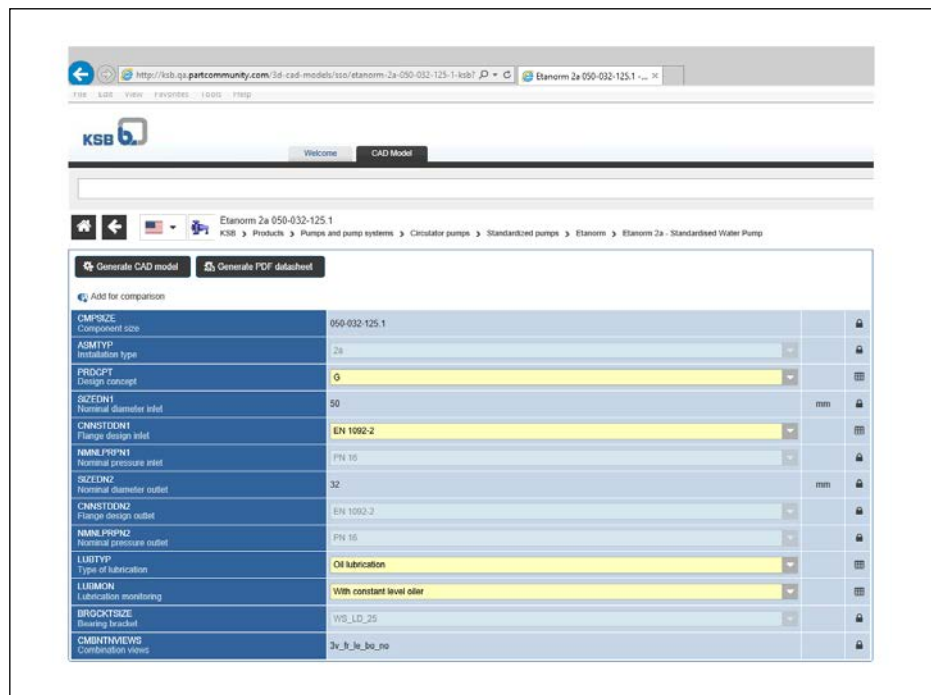 http://ksb.qa.partcommunity.com/3d-cad-models/sso/etanorm-2a-050-032-125-1-ksb?
Etanorm 2a 050-032-125.1 -...
File Edit View Favorites Tools Help
KSB b.
Welcome CAD Model
Etanorm 2a 050-032-125.1
KSB > Products > Pumps and pump systems > Circulator pumps > Standardized pumps > Etanorm > Etanorm 2a - Standardised Water Pump
Generate CAD model Generate PDF datasheet
Add for comparison
CMPSIZE
Component size
050-032-125.1
ASMTYP
Installation type
2a
PRDCPT
Design concept
G
SIZEDN1
Nominal diameter inlet
50 mm
CNNSTDDN1
Flange design inlet
EN 1092-2
NMNLPRPN1
Nominal pressure inlet
PN 16
SIZEDN2
Nominal diameter outlet
32 mm
CNNSTDDN2
Flange design outlet
EN 1092-2
NMNLPRPN2
Nominal pressure outlet
PN 16
LUBTYP
Type of lubrication
Oil lubrication
LUBMON
Lubrication monitoring
With constant level oiler
BRGCKTSIZE
Bearing bracket
WS_LD_25
CMBNTNVIEWS
Combination views
3v_fr_le_bo_no